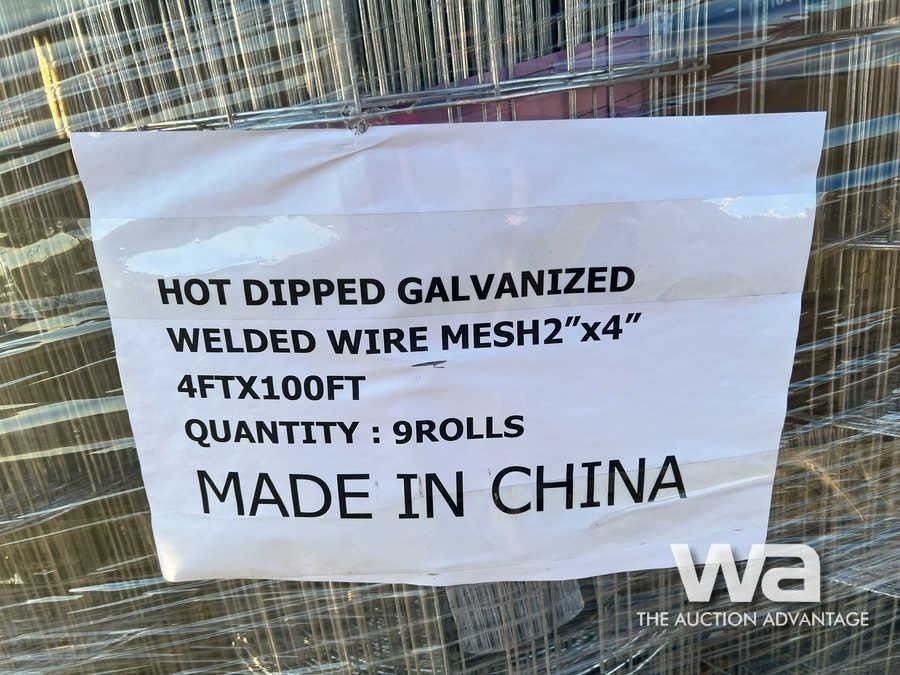 HOT DIPPED GALVANIZED
WELDED WIRE MESH2"x4"
4FTX100FT
QUANTITY : 9ROLLS
MADE IN CHINA
wa
THE AUCTION ADVANTAGE